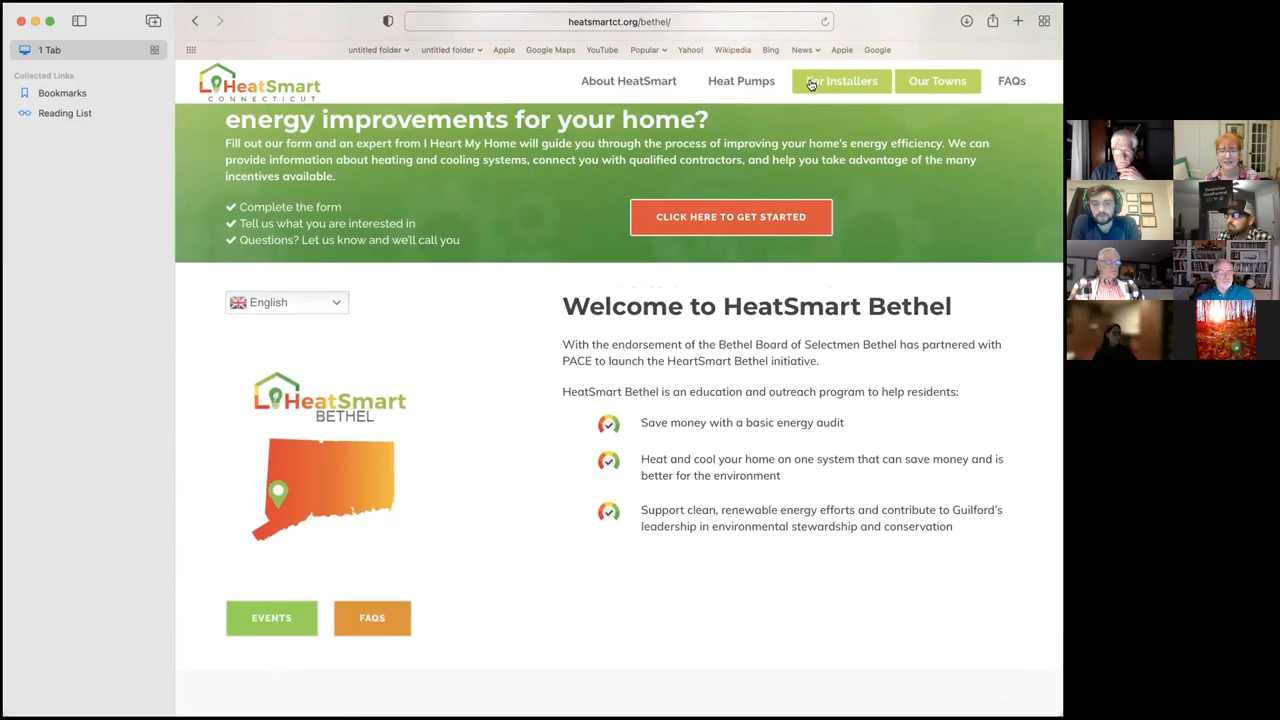 heatsmartct.org/bethel/
1 Tab
untitled folder untitled folder Apple Google Maps YouTube Popular Yahoo! Wikipedia Bing News Apple Google
Collected Links
Bookmarks
Reading List
HeatSmart
CONNECTICUT
About HeatSmart Heat Pumps For Installers Our Towns FAQs
energy improvements for your home?
Fill out our form and an expert from I Heart My Home will guide you through the process of improving your home's energy efficiency. We can
provide information about heating and cooling systems, connect you with qualified contractors, and help you take advantage of the many
incentives available.
Complete the form
Tell us what you are interested in
Questions? Let us know and we'll call you
CLICK HERE TO GET STARTED
English
HeatSmart
BETHEL
EVENTS FAQS
Welcome to HeatSmart Bethel
With the endorsement of the Bethel Board of Selectmen Bethel has partnered with
PACE to launch the HeartSmart Bethel initiative.
HeatSmart Bethel is an education and outreach program to help residents:
Save money with a basic energy audit
Heat and cool your home on one system that can save money and is
better for the environment
Support clean, renewable energy efforts and contribute to Guilford's
leadership in environmental stewardship and conservation